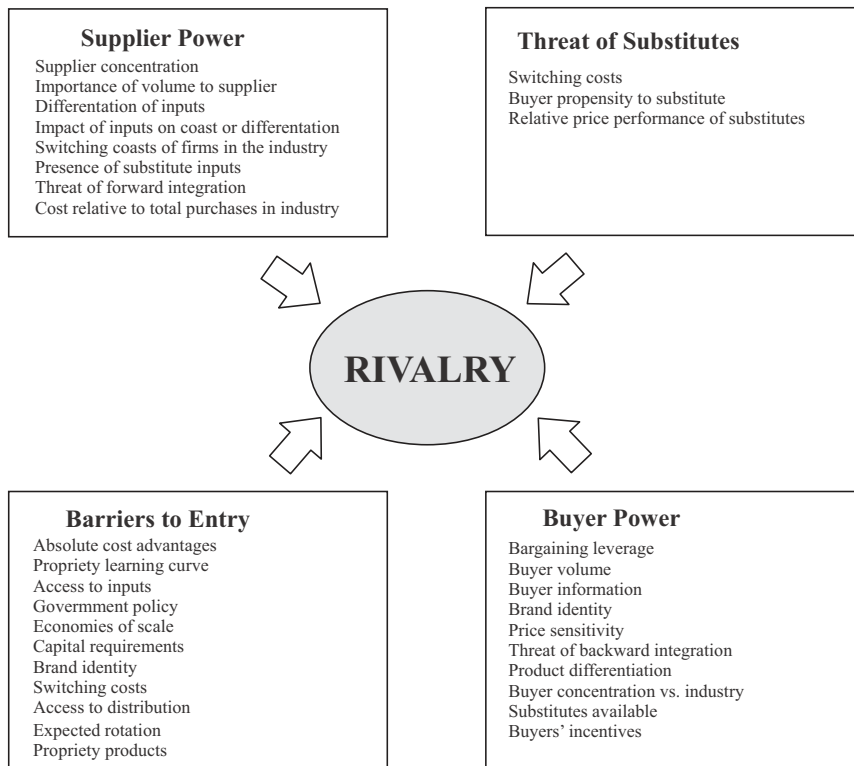 Supplier Power
Supplier concentration
Importance of volume to supplier
Differentation of inputs
Impact of inputs on coast or differentation
Switching coasts of firms in the industry
Presence of substitute inputs
Threat of forward integration
Cost relative to total purchases in industry
Threat of Substitutes
Switching costs
Buyer propensity to substitute
Relative price performance of substitutes
RIVALRY
Barriers to Entry
Absolute cost advantages
Propriety learning curve
Access to inputs
Government policy
Economies of scale
Capital requirements
Brand identity
Switching costs
Access to distribution
Expected rotation
Propriety products
Buyer Power
Bargaining leverage
Buyer volume
Buyer information
Brand identity
Price sensitivity
Threat of backward integration
Product differentiation
Buyer concentration vs. industry
Substitutes available
Buyers’ incentives